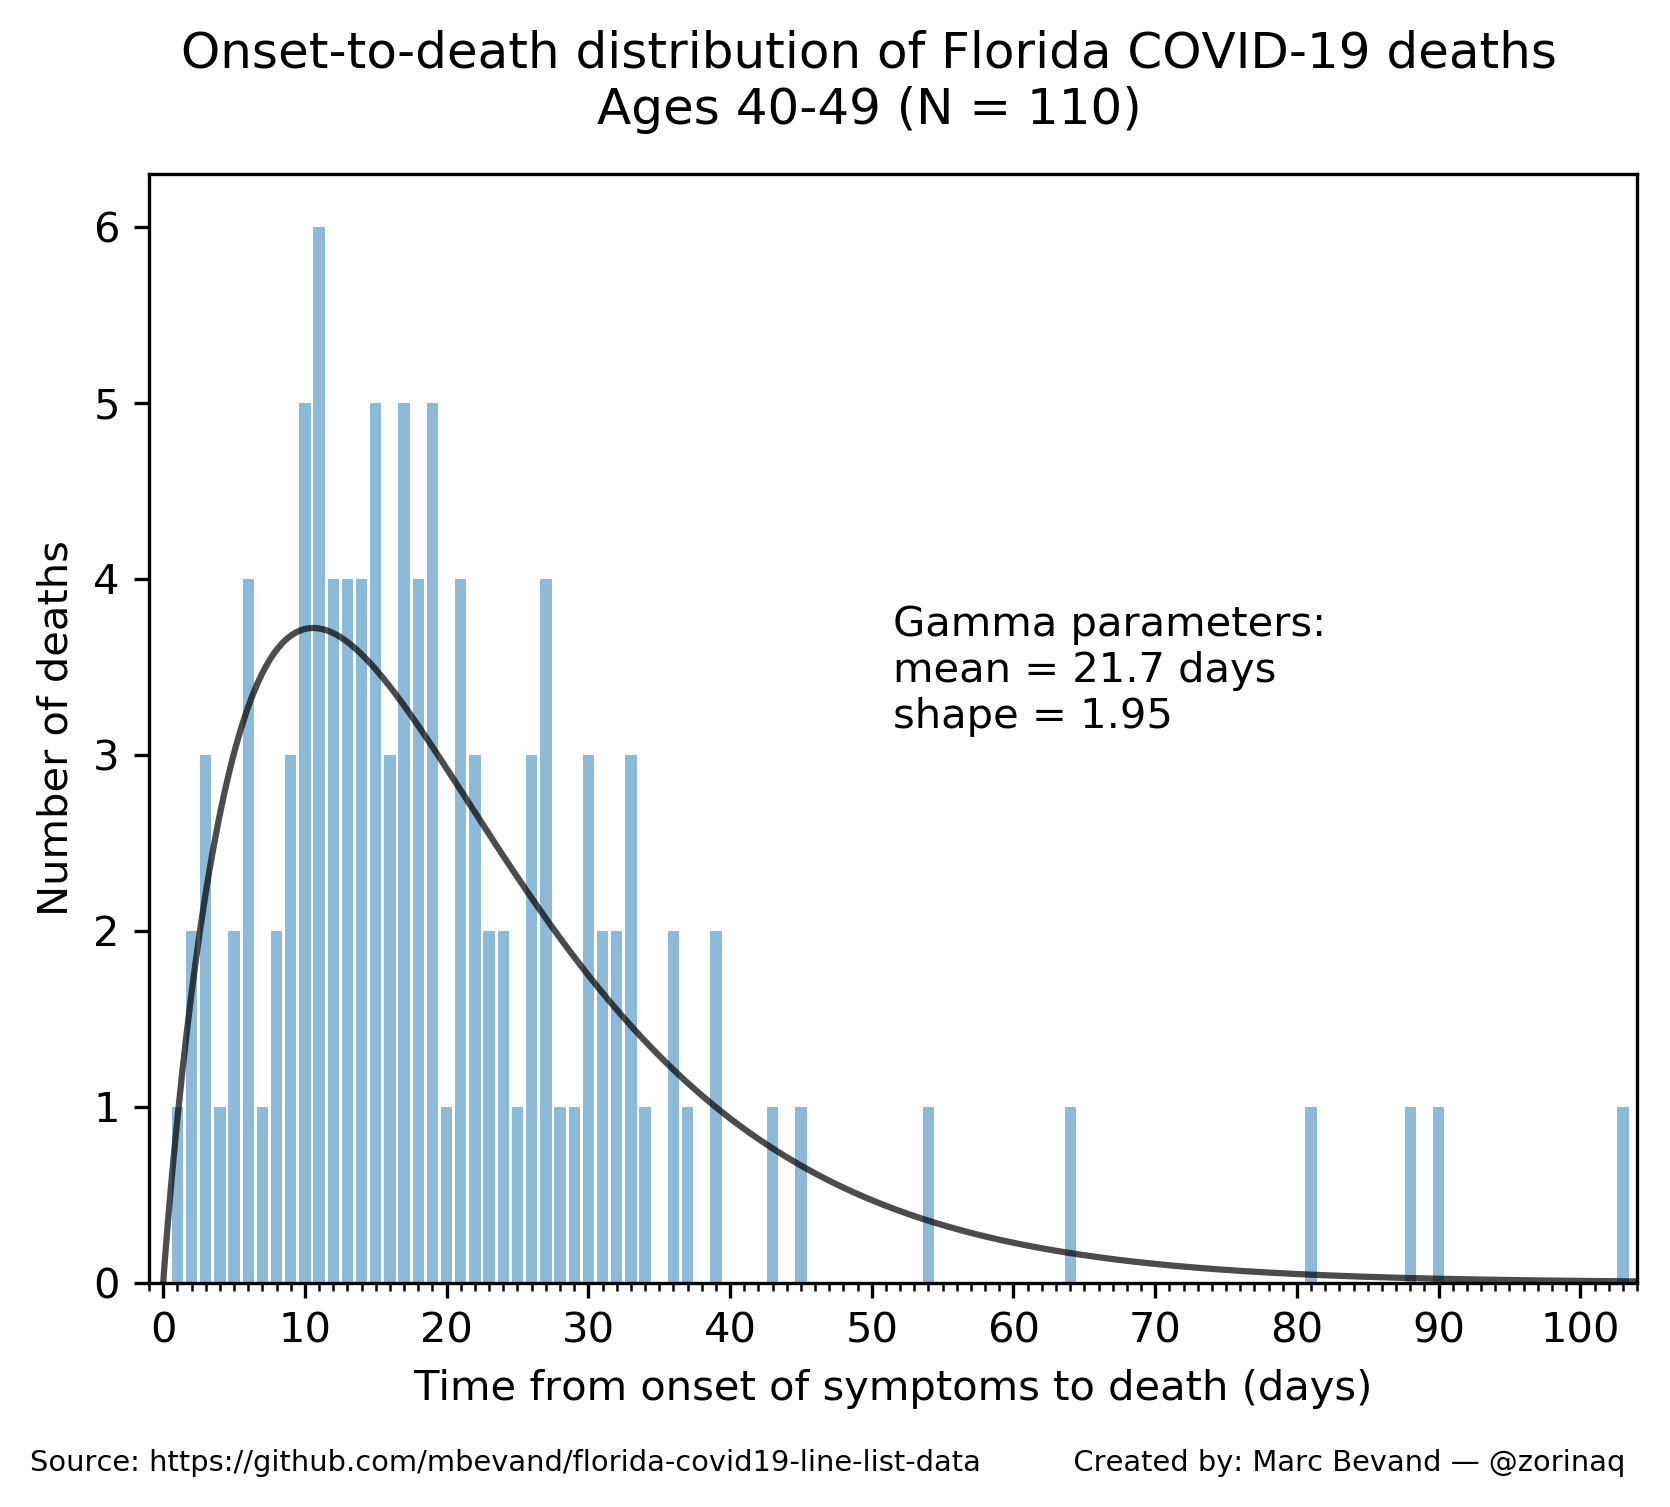 Onset-to-death distribution of Florida COVID-19 deaths
Ages 40-49 (N = 110)
6
5
4
3
2
1
0
Number of deaths
Gamma parameters:
mean = 21.7 days
shape = 1.95
0 10 20 30 40 50 60 70 80 90 100
Time from onset of symptoms to death (days)
Source: https://github.com/mbevand/florida-covid19-line-list-data Created by: Marc Bevand — @zorinaq